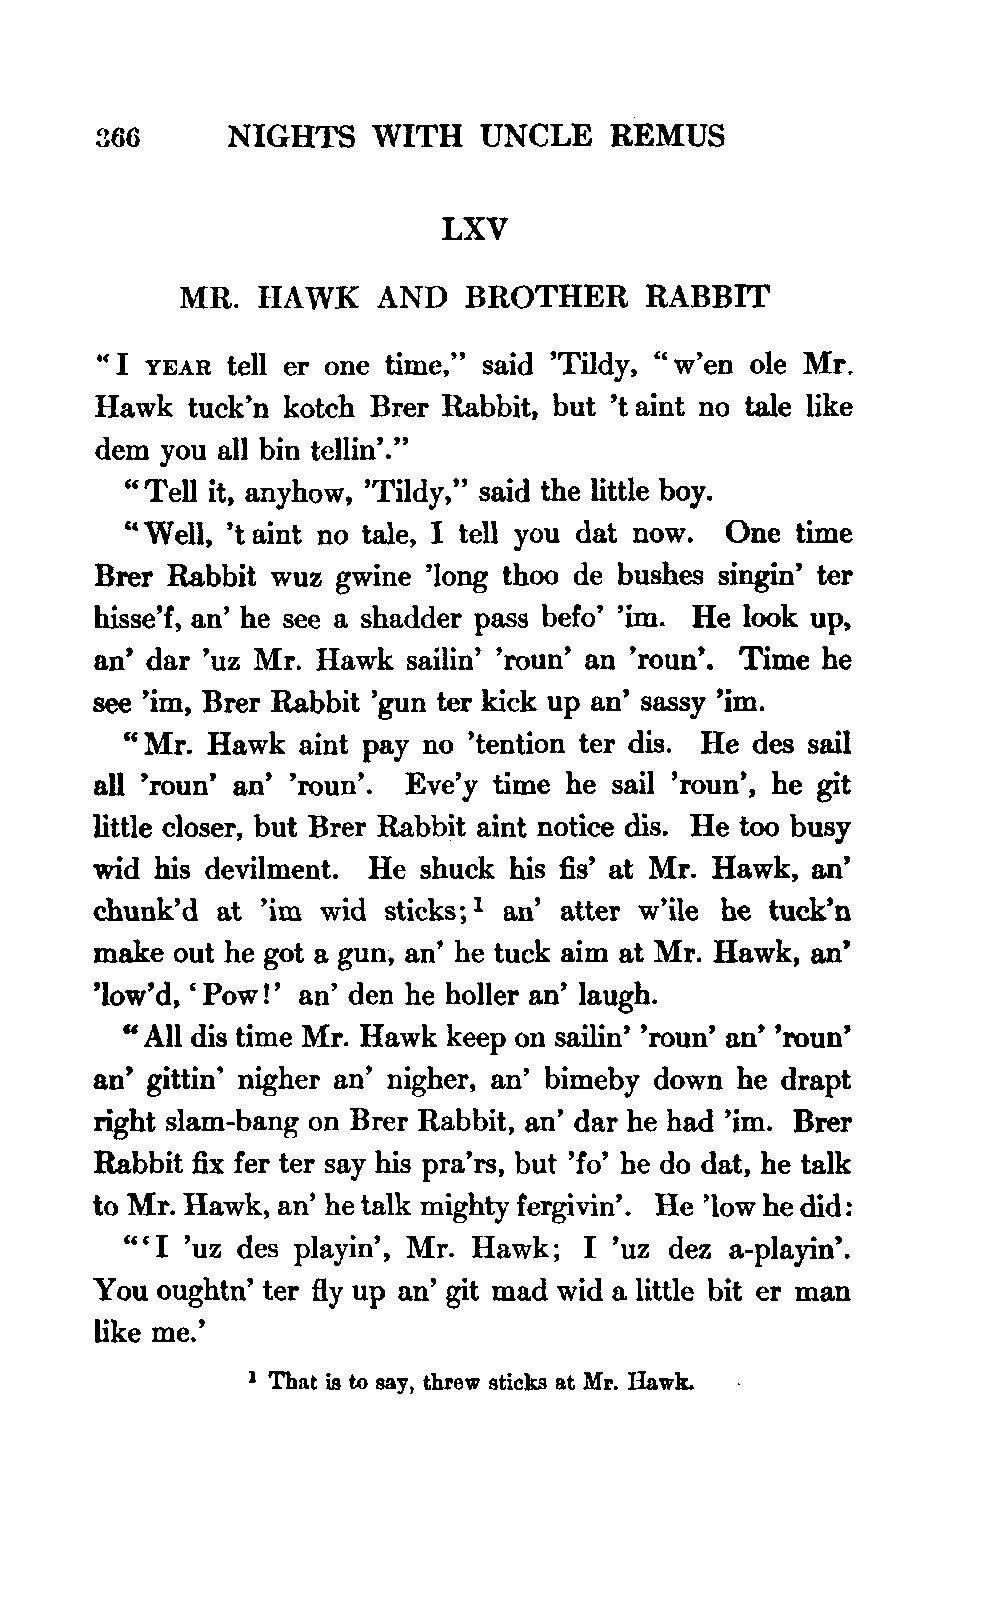 366 NIGHTS WITH UNCLE REMUS
LXV
MR. HAWK AND BROTHER RABBIT
"I YEAR tell er one time," said 'Tildy, "w'en ole Mr.
Hawk tuck'n kotch Brer Rabbit, but 't aint no tale like
dem you all bin tellin'."
"Tell it, anyhow, 'Tildy," said the little boy.
"Well, 't aint no tale, I tell you dat now. One time
Brer Rabbit wuz gwine 'long thoo de bushes singin' ter
hisse'f, an' he see a shadder pass befo' 'im. He look up,
an' dar 'uz Mr. Hawk sailin' 'roun' an 'roun'. Time he
see 'im, Brer Rabbit 'gun ter kick up an' sassy 'im.
"Mr. Hawk aint pay no 'tention ter dis. He des sail
all 'roun' an' 'roun'. Eve'y time he sail 'roun', he git
little closer, but Brer Rabbit aint notice dis. He too busy
wid his devilment. He shuck his fis' at Mr. Hawk, an'
chunk'd at 'im wid sticks;¹ an' atter w'ile he tuck'n
make out he got a gun, an' he tuck aim at Mr. Hawk, an'
'low'd, 'Pow!' an' den he holler an' laugh.
"All dis time Mr. Hawk keep on sailin' 'roun' an' 'roun'
an' gittin' nigher an' nigher, an' bimeby down he drapt
right slam-bang on Brer Rabbit, an' dar he had 'im. Brer
Rabbit fix fer ter say his pra'rs, but 'fo' he do dat, he talk
to Mr. Hawk, an' he talk mighty fergivin'. He 'low he did:
"'I 'uz des playin', Mr. Hawk; I 'uz dez a-playin'.
You oughtn' ter fly up an' git mad wid a little bit er man
like me.'
¹ That is to say, threw sticks at Mr. Hawk.